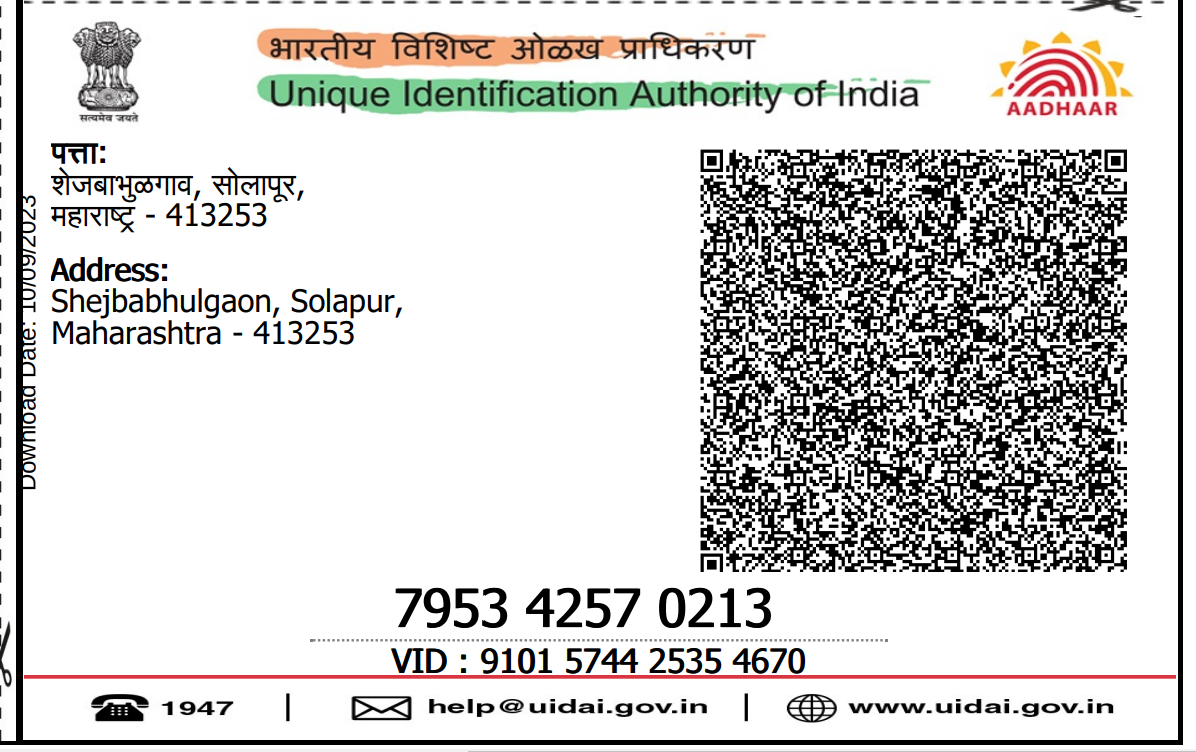 भारतीय विशिष्ट ओळख प्राधिकरण
Unique Identification Authority of India
सत्यमेव जयते
AADHAAR
पत्ता:
शेजबाभुळगाव, सोलापूर,
महाराष्ट्र - 413253
Address:
Shejbabhulgaon, Solapur,
Maharashtra - 413253
Download Date: 10/09/2023
7953 4257 0213
VID : 9101 5744 2535 4670
1947 | help@uidai.gov.in | www.uidai.gov.in